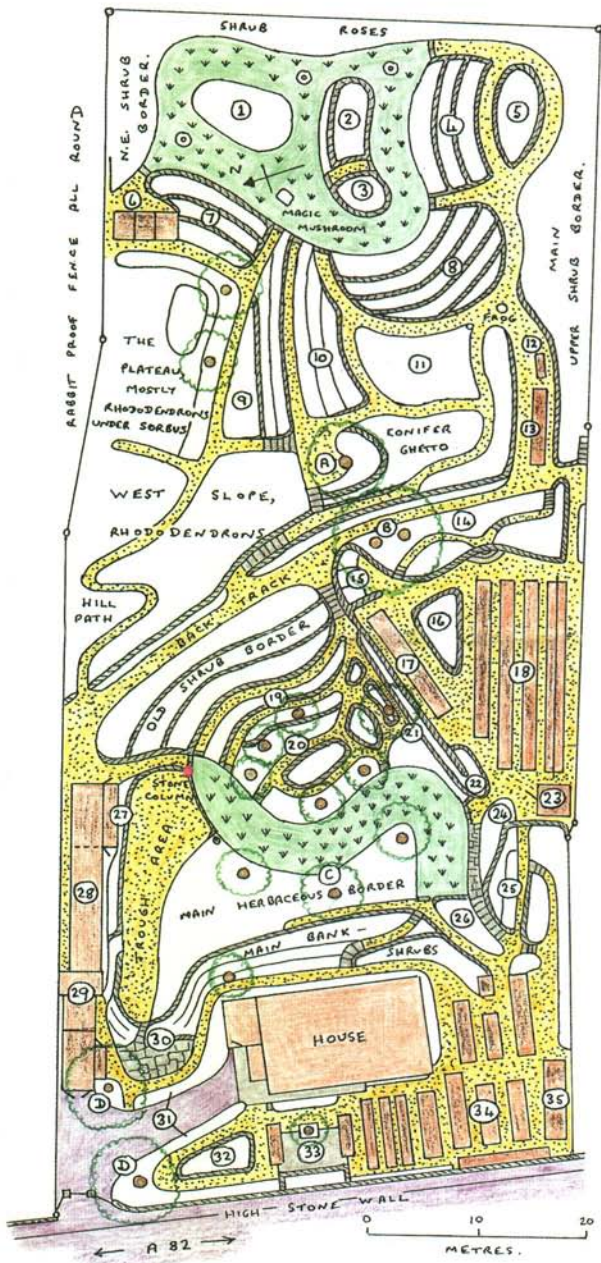 SHRUB ROSES
N.E. SHRUB
BORDER.
RABBIT PROOF FENCE ALL ROUND
1
2
3
4
5
N
MAGIC
MUSHROOM
6
7
8
MAIN
UPPER SHRUB BORDER.
FROG
THE
PLATEAU
MOSTLY
RHODODENDRONS
UNDER SORBUS
9
10
11
12
13
A
CONIFER
GHETTO
WEST SLOPE,
RHODODENDRONS
B
14
15
HILL
PATH
BACK TRACK
16
17
18
OLD SHRUB BORDER
19
20
21
22
23
STONE
COLUMN
24
25
26
27
28
TROUGH AREA
C
MAIN HERBACEOUS BORDER
MAIN BANK -
SHRUBS
29
30
HOUSE
D
31
32
33
34
35
D
HIGH STONE WALL
A 82
0 10 20
METRES.